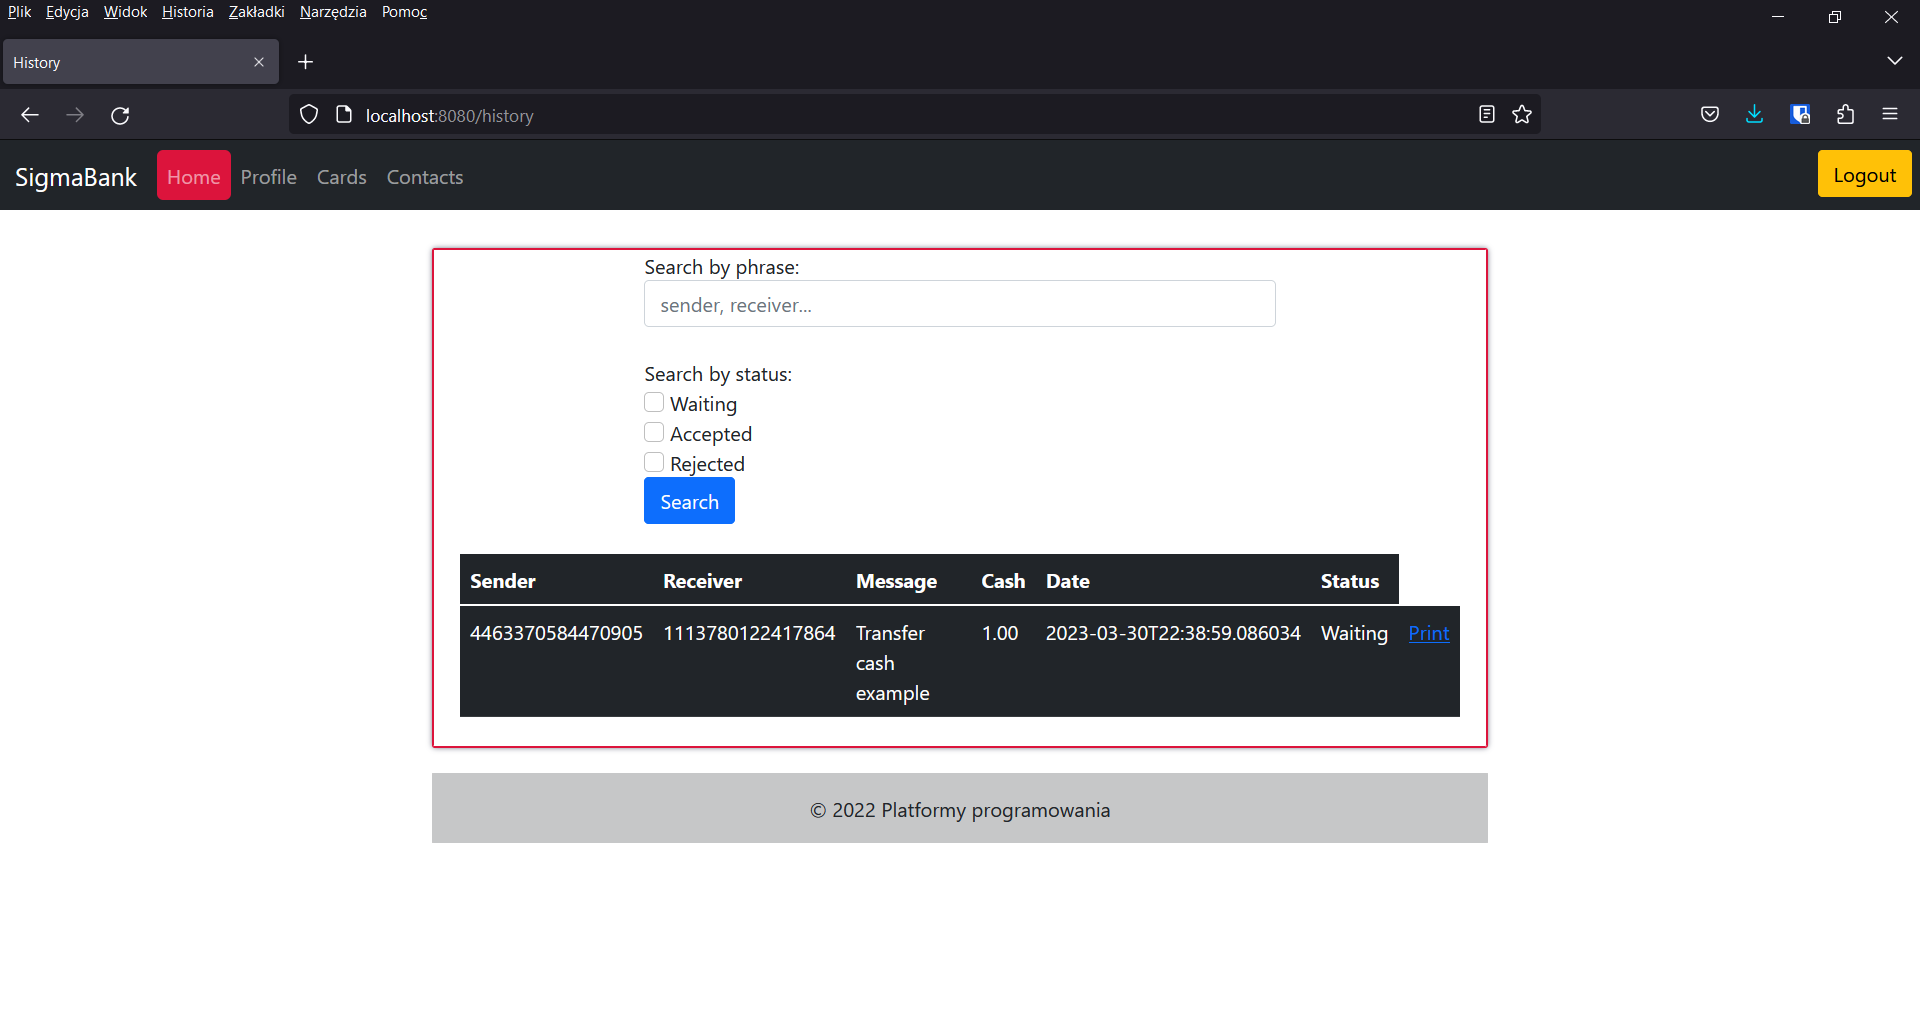 Plik Edycja Widok Historia Zakładki Narzędzia Pomoc
History
localhost:8080/history
SigmaBank Home Profile Cards Contacts Logout
Search by phrase:
sender, receiver...
Search by status:
Waiting
Accepted
Rejected
Search
Sender Receiver Message Cash Date Status
4463370584470905 1113780122417864 Transfer 1.00 2023-03-30T22:38:59.086034 Waiting Print
cash
example
© 2022 Platformy programowania